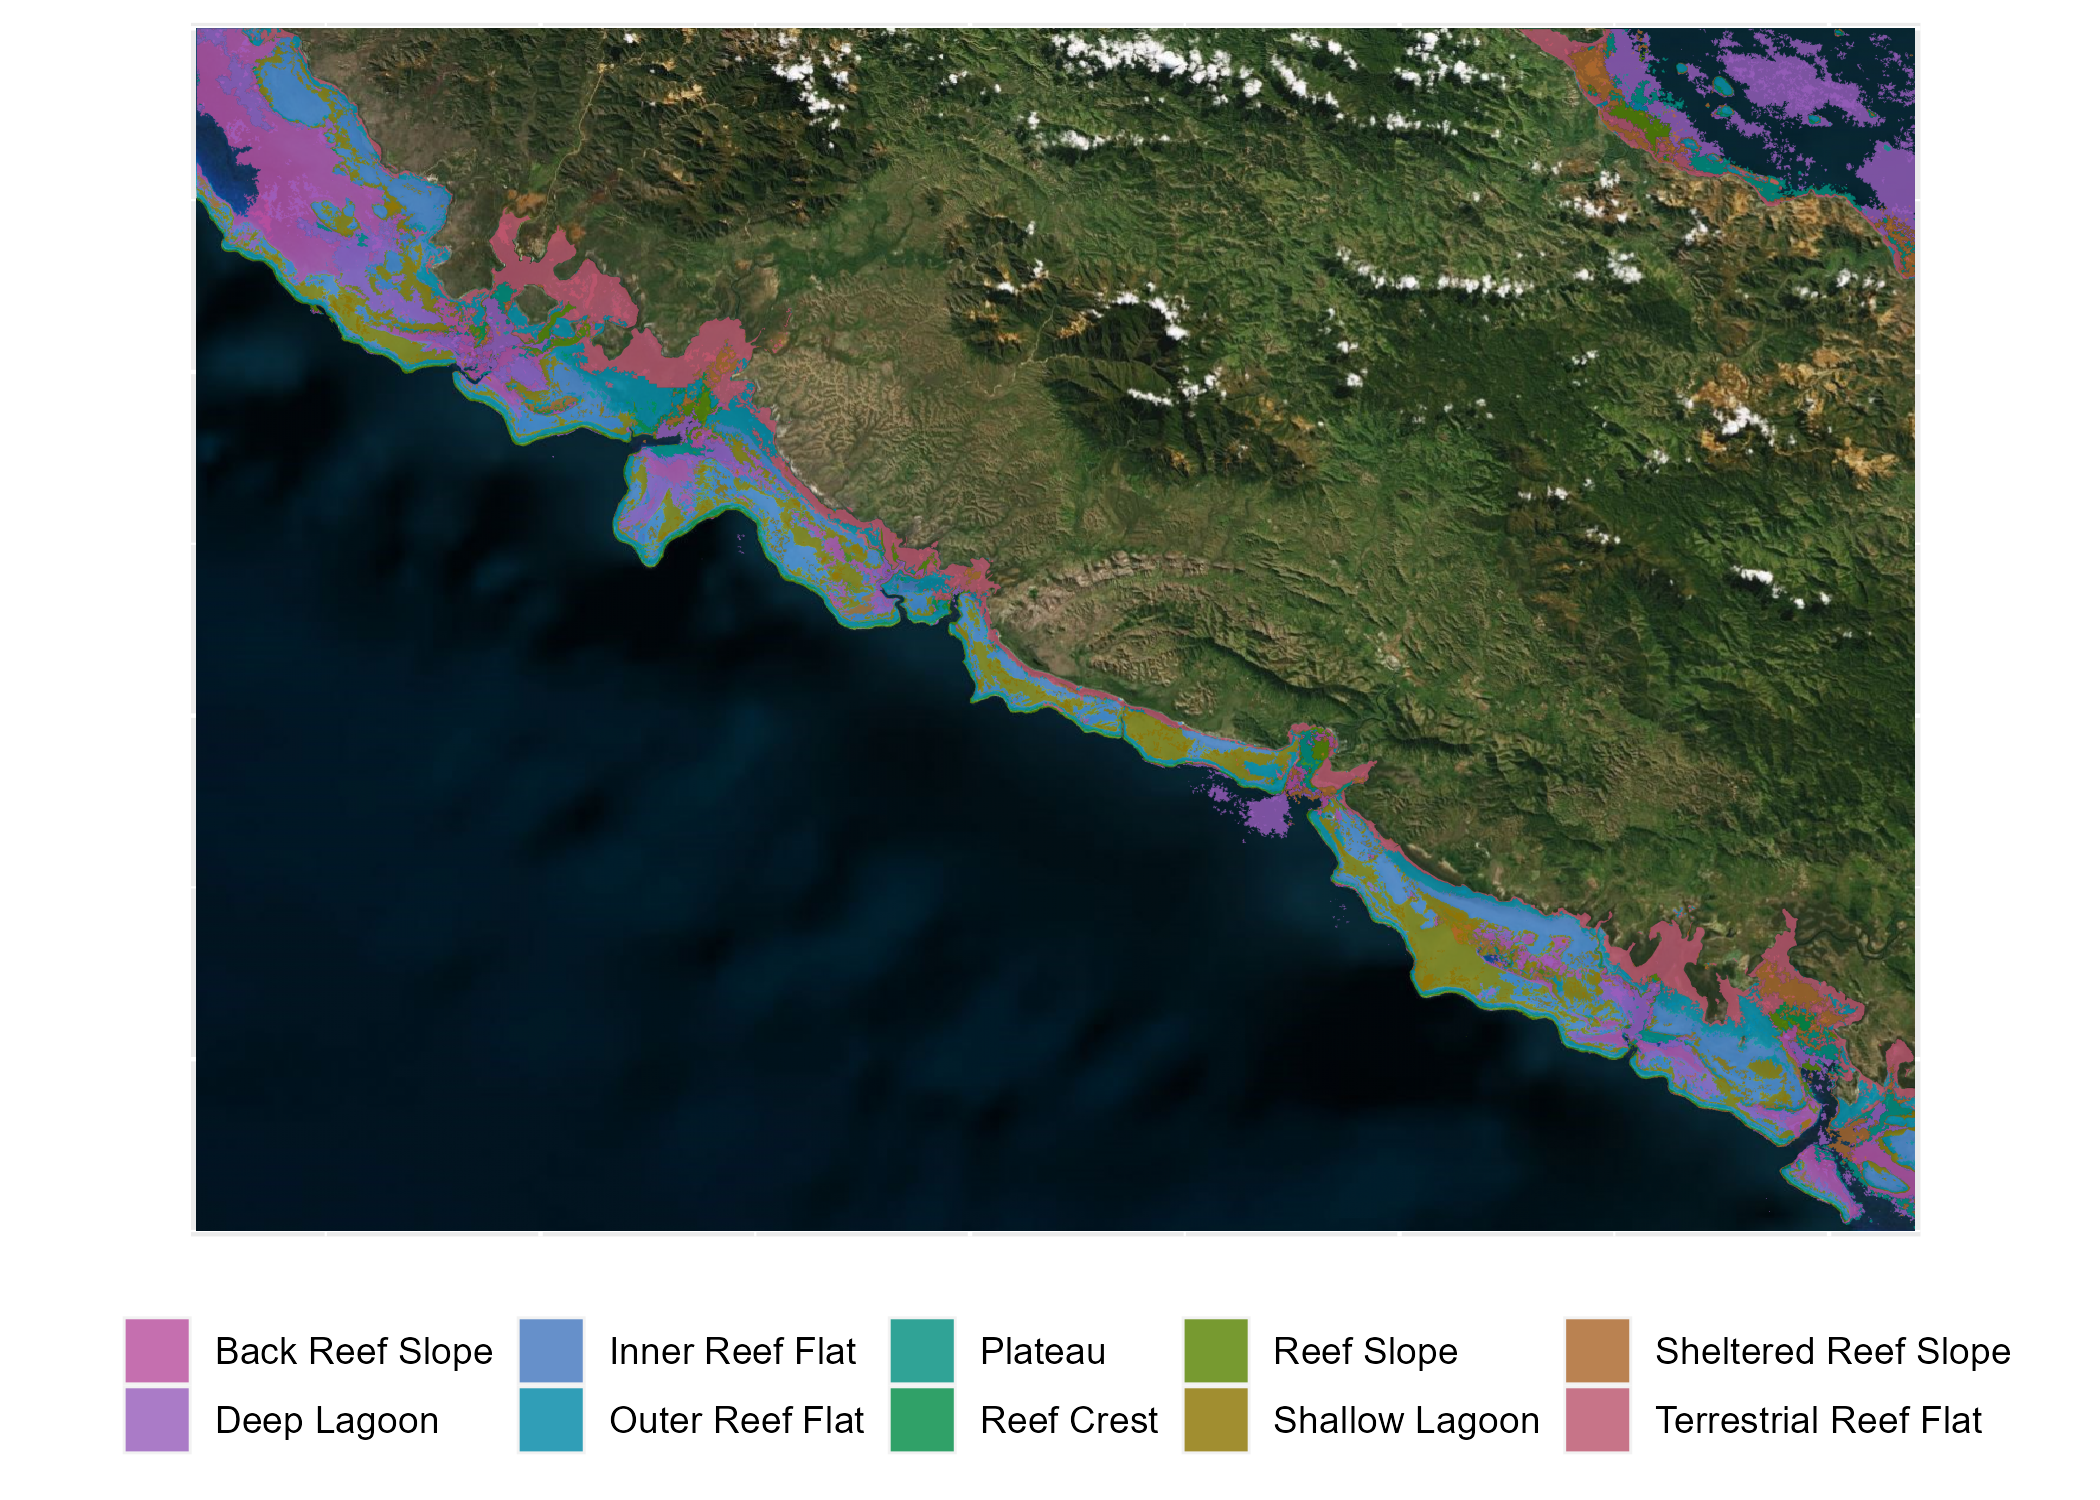 Back Reef Slope
Inner Reef Flat
Plateau
Reef Slope
Sheltered Reef Slope
Deep Lagoon
Outer Reef Flat
Reef Crest
Shallow Lagoon
Terrestrial Reef Flat